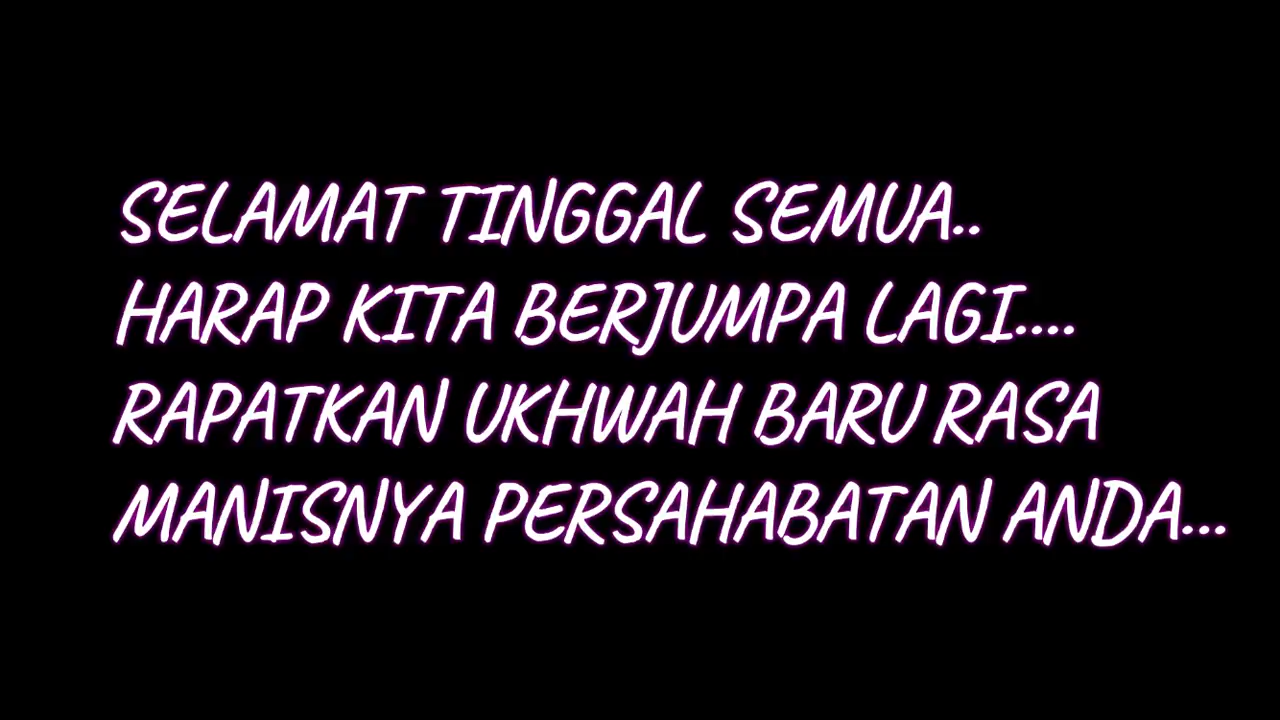 SELAMAT TINGGAL SEMUA..
HARAP KITA BERJUMPA LAGI....
RAPATKAN UKHWAH BARU RASA
MANISNYA PERSAHABATAN ANDA...